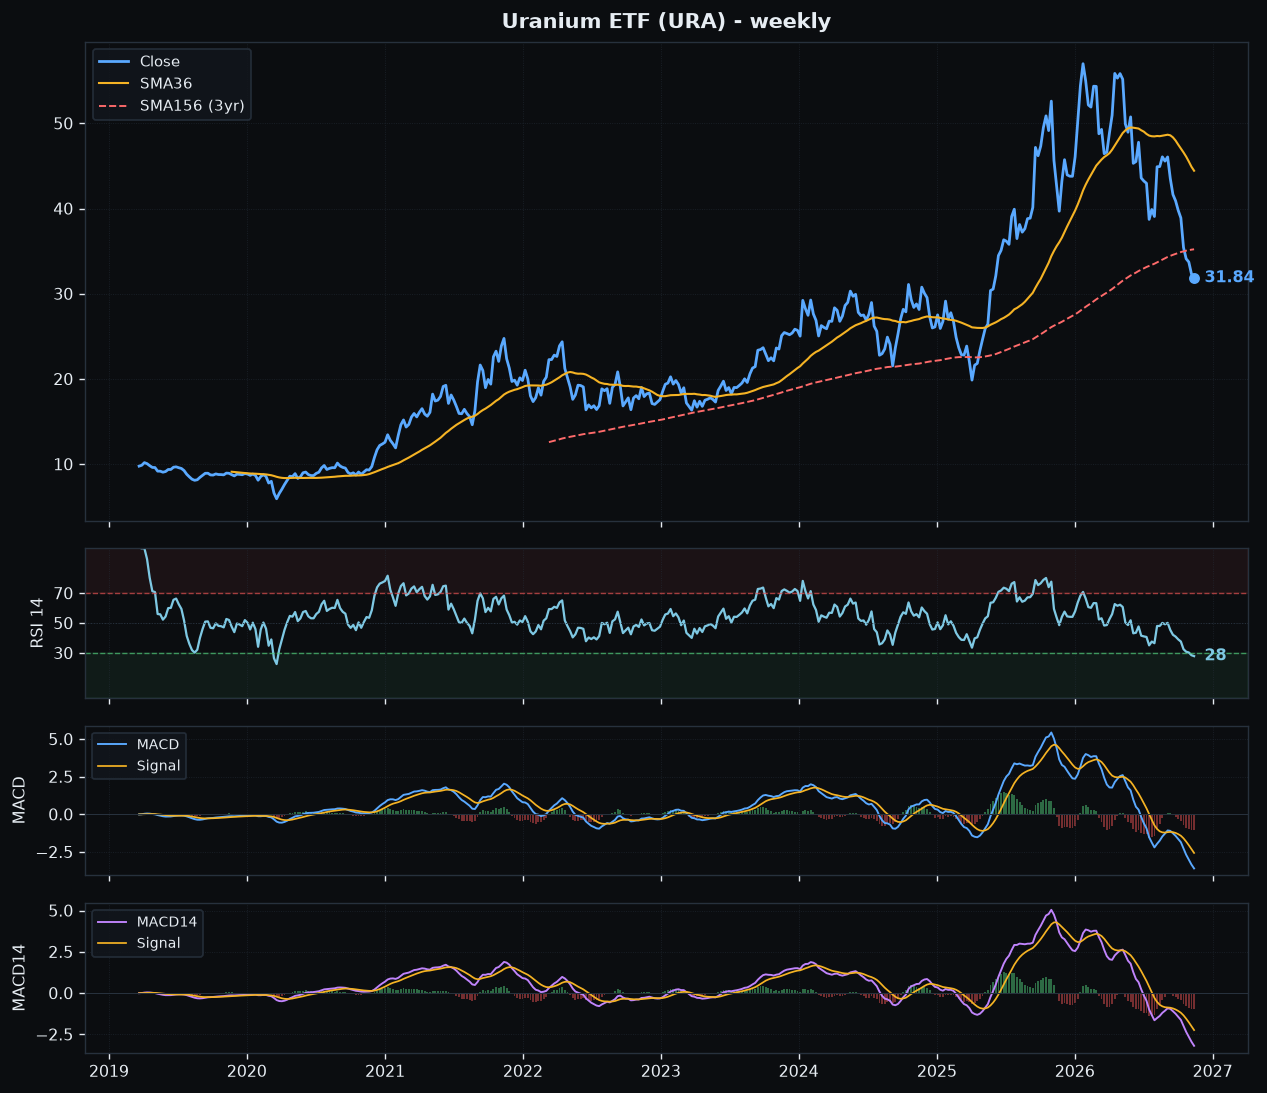 Uranium ETF (URA) - weekly
Close
SMA36
SMA156 (3yr)
50
40
30
20
10
31.84
RSI 14
70
50
30
28
MACD
5.0
2.5
0.0
−2.5
MACD
Signal
MACD14
5.0
2.5
0.0
−2.5
MACD14
Signal
2019 2020 2021 2022 2023 2024 2025 2026 2027